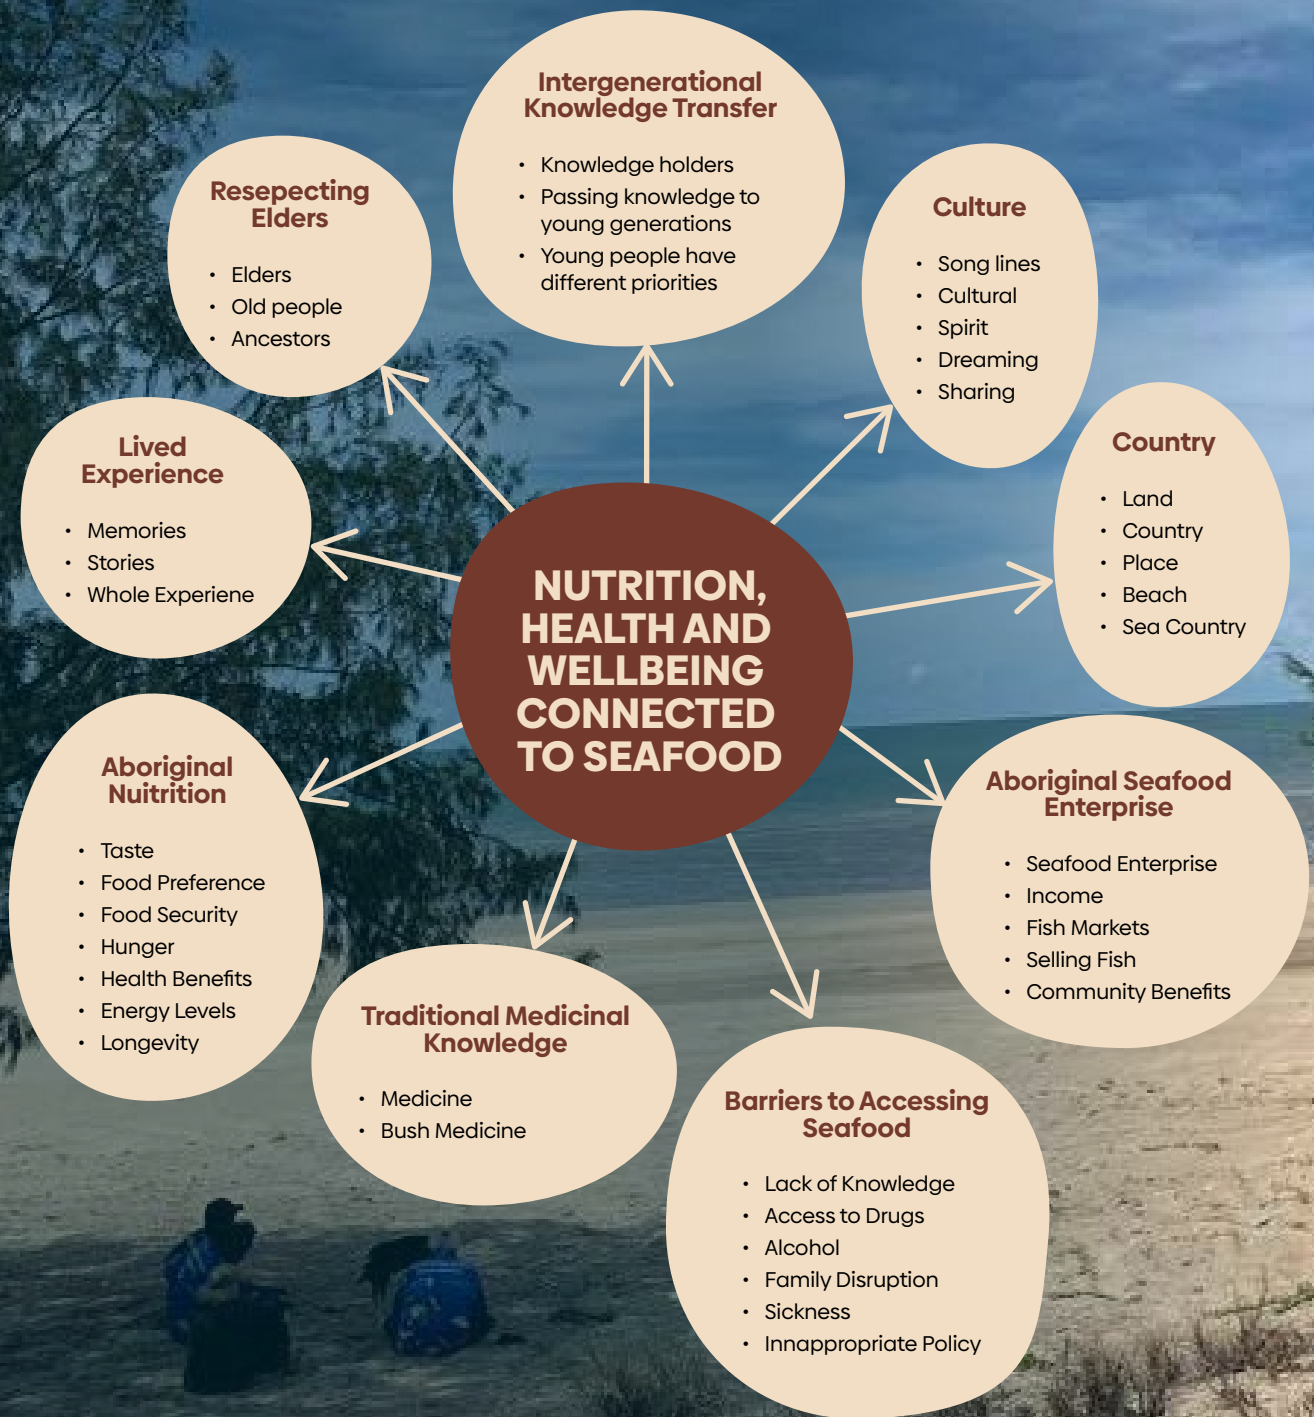 Intergenerational
Knowledge Transfer
• Knowledge holders
• Passing knowledge to
young generations
• Young people have
different priorities
Resepecting
Elders
• Elders
• Old people
• Ancestors
Culture
• Song lines
• Cultural
• Spirit
• Dreaming
• Sharing
Lived
Experience
• Memories
• Stories
• Whole Experiene
Country
• Land
• Country
• Place
• Beach
• Sea Country
NUTRITION,
HEALTH AND
WELLBEING
CONNECTED
TO SEAFOOD
Aboriginal
Nuitrition
• Taste
• Food Preference
• Food Security
• Hunger
• Health Benefits
• Energy Levels
• Longevity
Aboriginal Seafood
Enterprise
• Seafood Enterprise
• Income
• Fish Markets
• Selling Fish
• Community Benefits
Traditional Medicinal
Knowledge
• Medicine
• Bush Medicine
Barriers to Accessing
Seafood
• Lack of Knowledge
• Access to Drugs
• Alcohol
• Family Disruption
• Sickness
• Innappropriate Policy